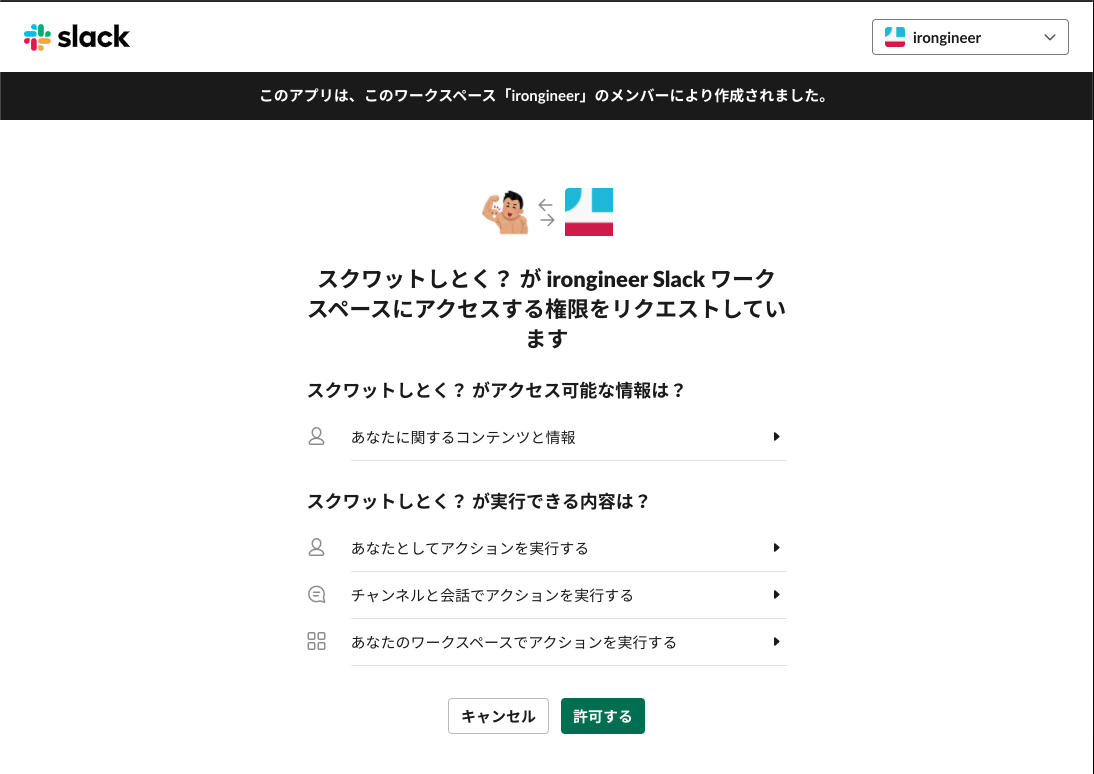 slack
irongineer
このアプリは、このワークスペース「irongineer」のメンバーにより作成されました。
スクワットしとく? が irongineer Slack ワーク
スペースにアクセスする権限をリクエストしてい
ます
スクワットしとく? がアクセス可能な情報は?
あなたに関するコンテンツと情報
スクワットしとく? が実行できる内容は?
あなたとしてアクションを実行する
チャンネルと会話でアクションを実行する
あなたのワークスペースでアクションを実行する
キャンセル
許可する